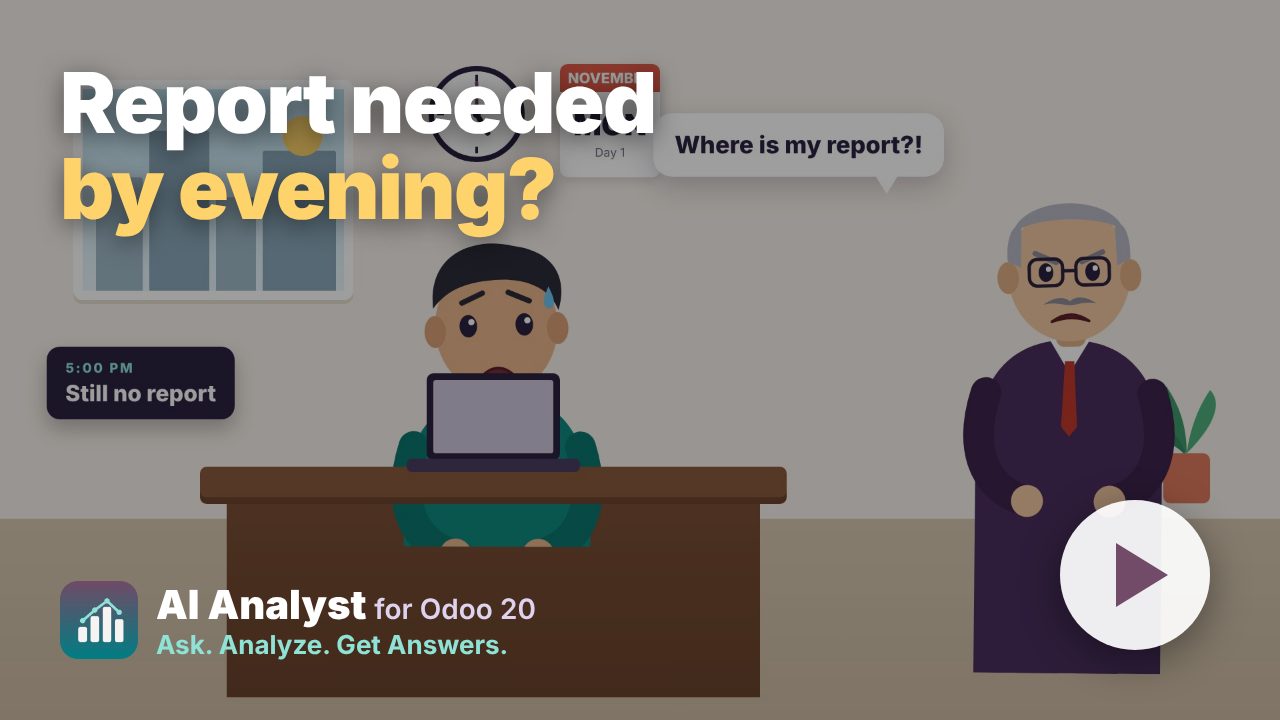 Report needed
by evening?
NOVEMBER
Day 1
Where is my report?!
5:00 PM
Still no report
AI Analyst for Odoo 20
Ask. Analyze. Get Answers.